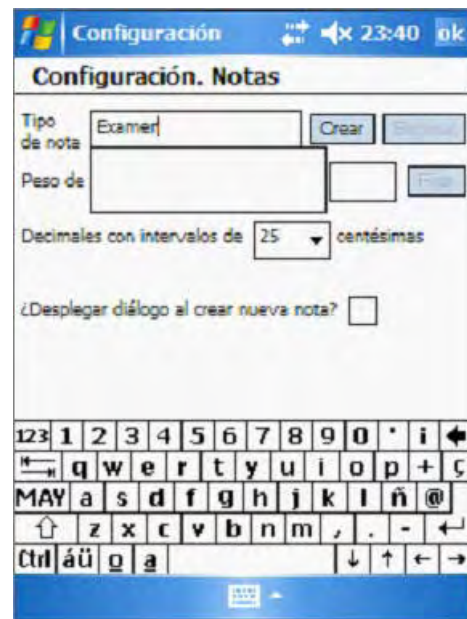 Configuración 23:40 ok
Configuración. Notas
Tipo de nota Examen Crear
Peso de
Decimales con intervalos de 25 centésimas
¿Desplegar diálogo al crear nueva nota?
123 1 2 3 4 5 6 7 8 9 0 ' i
q w e r t y u i o p + ç
MAY a s d f g h j k l ñ @
z x c v b n m , . -
Ctrl áü º ª ↓ ↑ ← →